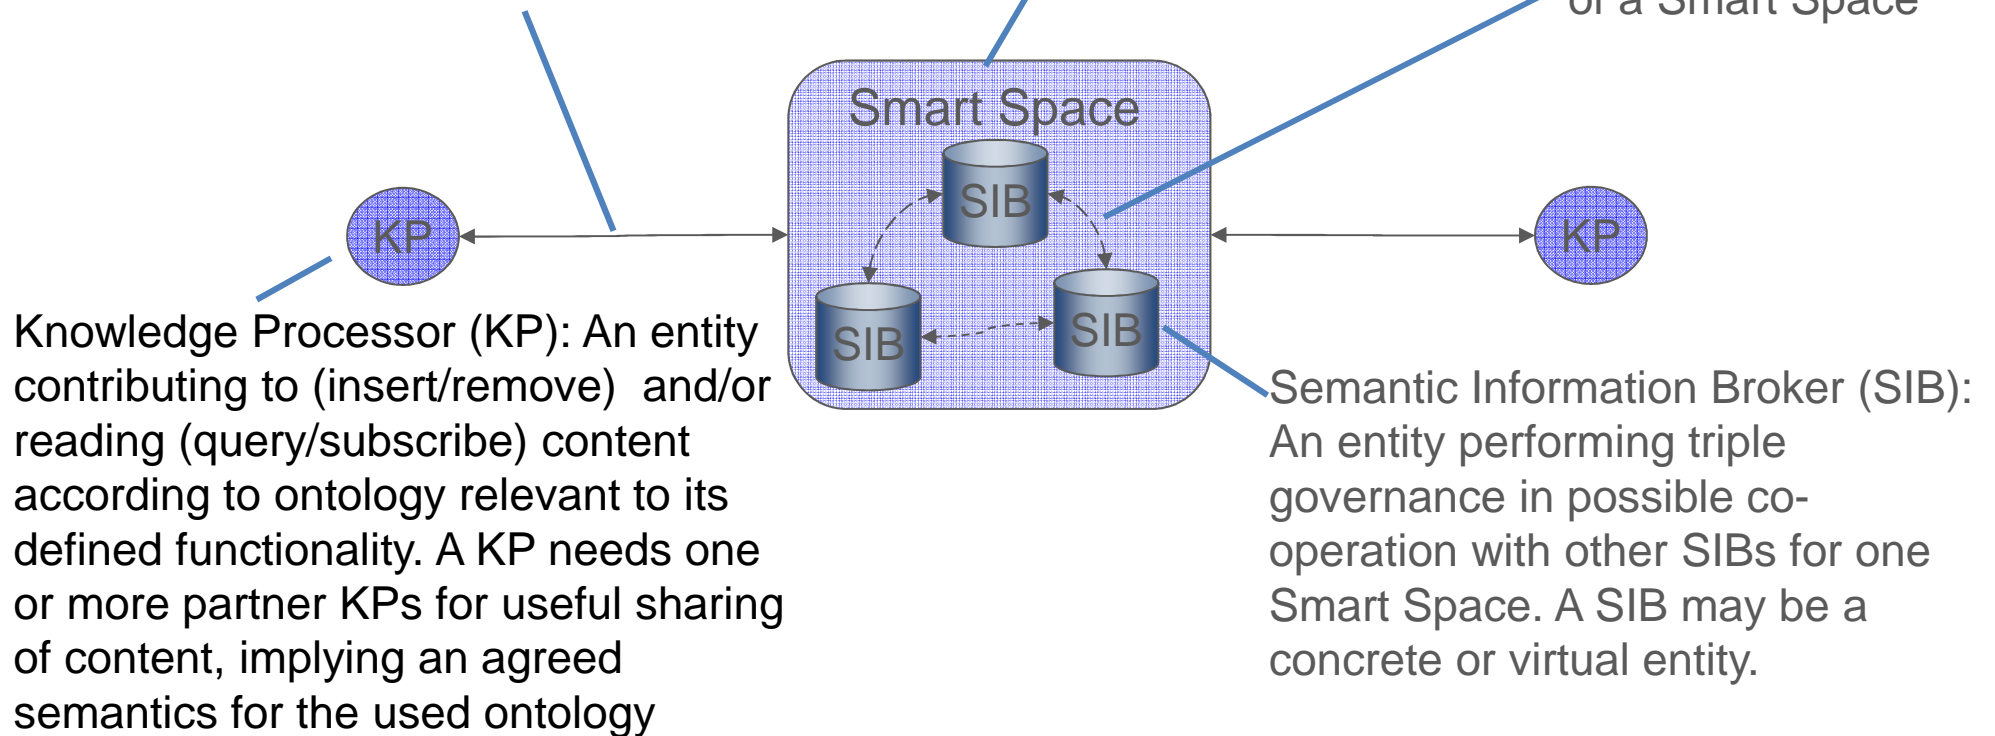 of a Smart Space
Smart Space
SIB
KP
KP
SIB
SIB
Knowledge Processor (KP): An entity
contributing to (insert/remove) and/or
reading (query/subscribe) content
according to ontology relevant to its
defined functionality. A KP needs one
or more partner KPs for useful sharing
of content, implying an agreed
semantics for the used ontology
Semantic Information Broker (SIB):
An entity performing triple
governance in possible co-
operation with other SIBs for one
Smart Space. A SIB may be a
concrete or virtual entity.